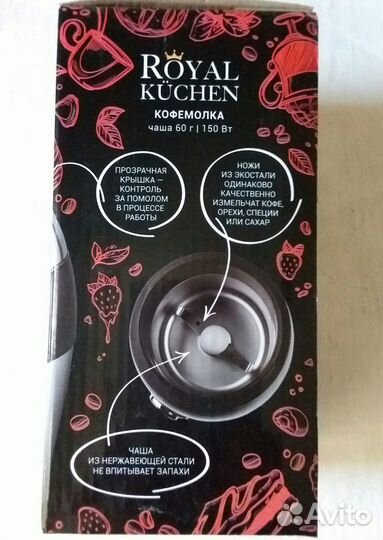 ROYAL
KÜCHEN
КОФЕМОЛКА
чаша 60 г | 150 Вт
ПРОЗРАЧНАЯ
КРЫШКА –
КОНТРОЛЬ
ЗА ПОМОЛОМ
В ПРОЦЕССЕ
РАБОТЫ
НОЖИ
ИЗ ЭКОСТАЛИ
ОДИНАКОВО
КАЧЕСТВЕННО
ИЗМЕЛЬЧАТ КОФЕ,
ОРЕХИ, СПЕЦИИ
ИЛИ САХАР
ЧАША
ИЗ НЕРЖАВЕЮЩЕЙ СТАЛИ
НЕ ВПИТЫВАЕТ ЗАПАХИ
Avito